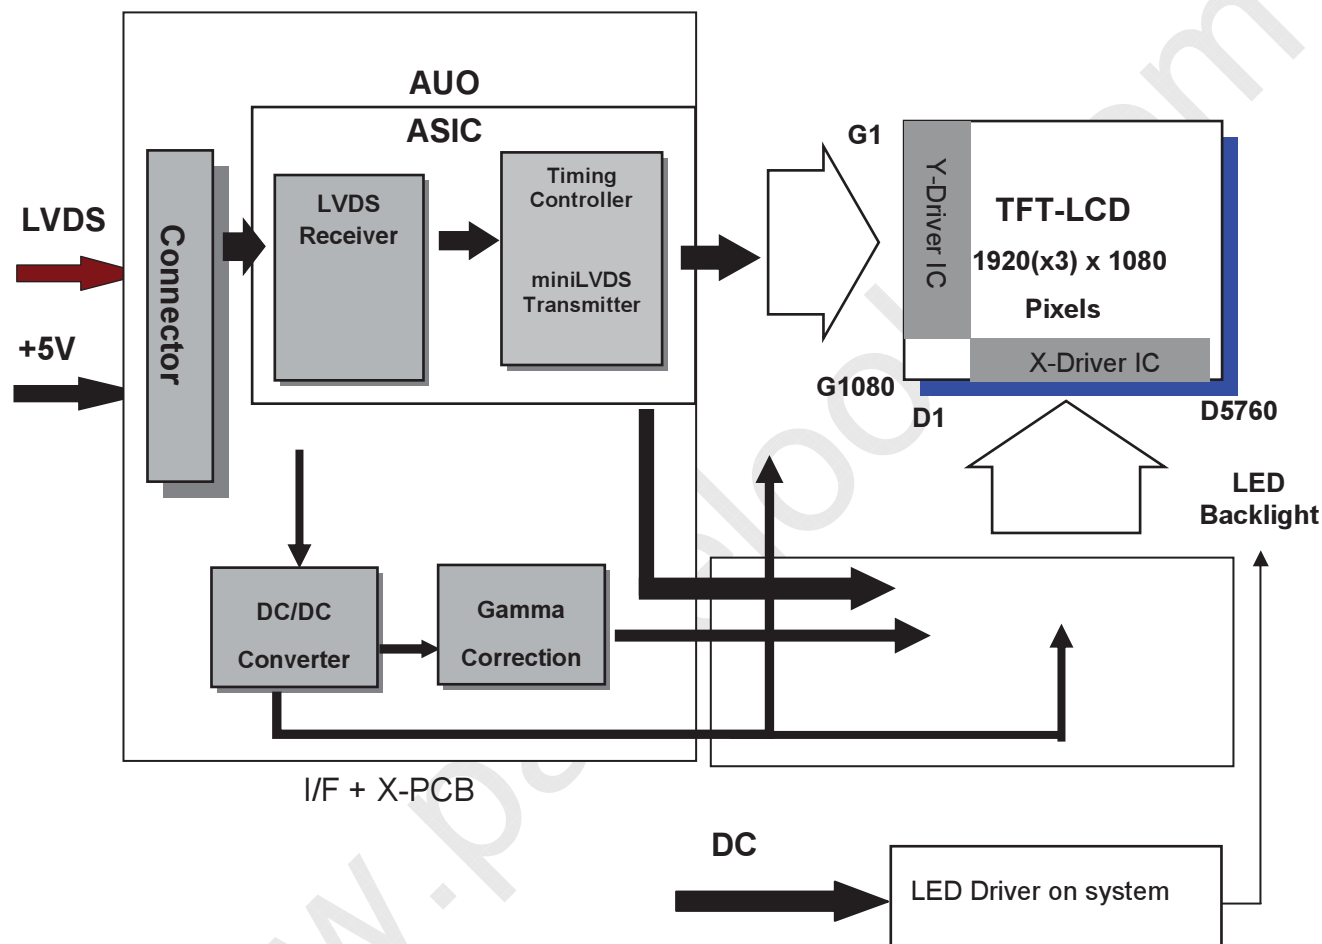 AUO
ASIC
LVDS
+5V
Connector
LVDS
Receiver
Timing
Controller
miniLVDS
Transmitter
G1
G1080
Y-Driver IC
TFT-LCD
1920(x3) x 1080
Pixels
X-Driver IC
D1
D5760
LED
Backlight
DC/DC
Converter
Gamma
Correction
I/F + X-PCB
DC
LED Driver on system